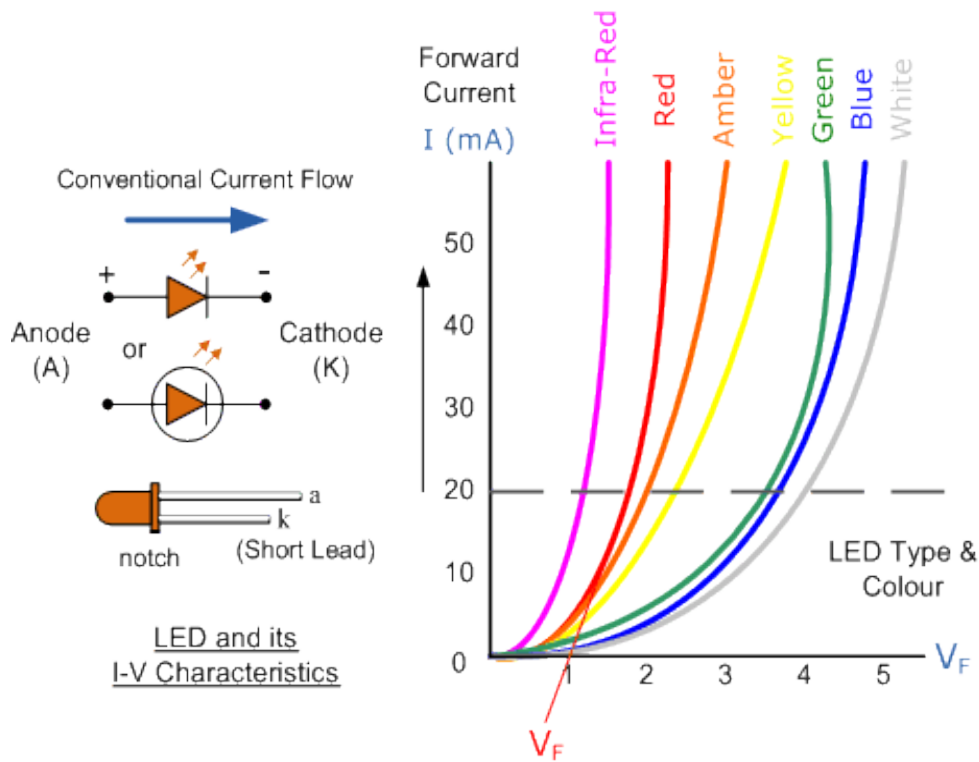 Conventional Current Flow
+
-
Anode
(A)
or
Cathode
(K)
a
k
notch
(Short Lead)
LED and its
I-V Characteristics
Forward
Current
I (mA)
Infra-Red
Red
Amber
Yellow
Green
Blue
White
50
40
30
20
10
0
LED Type &
Colour
1
2
3
4
5
VF
VF